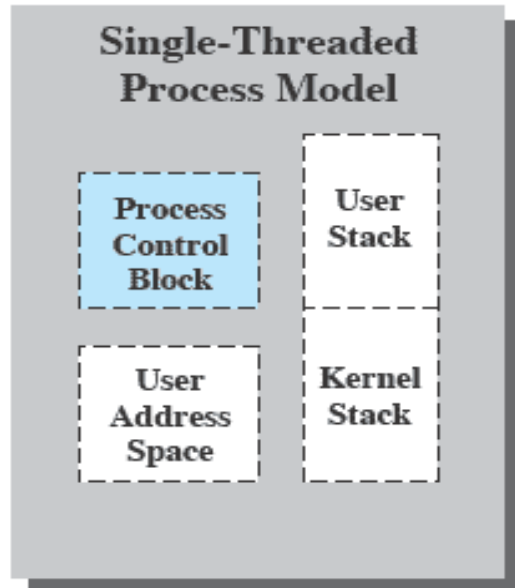 Single-Threaded
Process Model
Process
Control
Block
User
Stack
User
Address
Space
Kernel
Stack